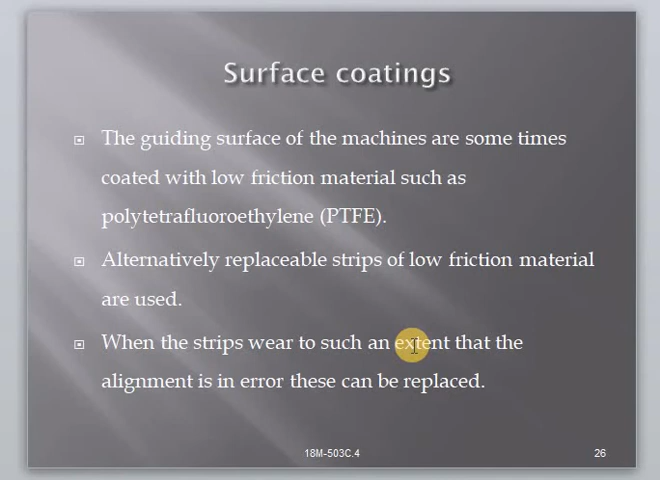 Surface coatings
The guiding surface of the machines are some times
coated with low friction material such as
polytetrafluoroethylene (PTFE).
Alternatively replaceable strips of low friction material
are used.
When the strips wear to such an extent that the
alignment is in error these can be replaced.
18M-503C.4
26